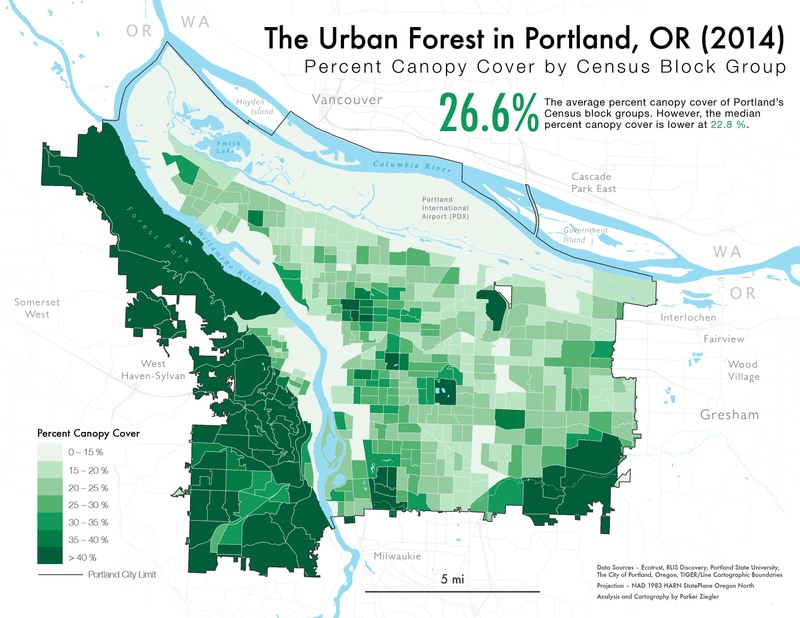 The Urban Forest in Portland, OR (2014)
Percent Canopy Cover by Census Block Group
26.6%
The average percent canopy cover of Portland's
Census block groups. However, the median
percent canopy cover is lower at 22.8 %.
OR
WA
Hayden
Island
Vancouver
Smith
Lake
Columbia River
Cascade
Park East
Portland
International
Airport (PDX)
Forest Park
Willamette River
Government
Island
WA
OR
Somerset
West
Interlochen
Fairview
West
Haven-Sylvan
Wood
Village
Gresham
Percent Canopy Cover
0 – 15 %
15 – 20 %
20 – 25 %
25 – 30 %
30 – 35 %
35 – 40 %
> 40 %
Portland City Limit
Milwaukie
5 mi
Data Sources – Ecotrust, RLIS Discovery, Portland State University,
The City of Portland, Oregon, TIGER/Line Cartographic Boundaries
Projection – NAD 1983 HARN StatePlane Oregon North
Analysis and Cartography by Parker Ziegler